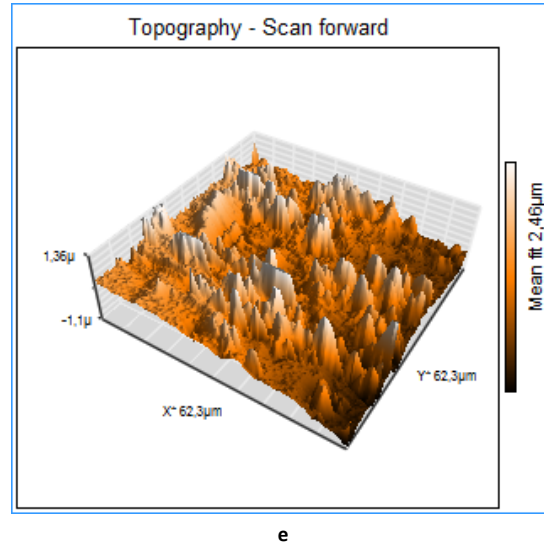 Topography - Scan forward
1,36µ
-1,1µ
X* 62,3µm
Y* 62,3µm
Mean fit 2,46µm
e